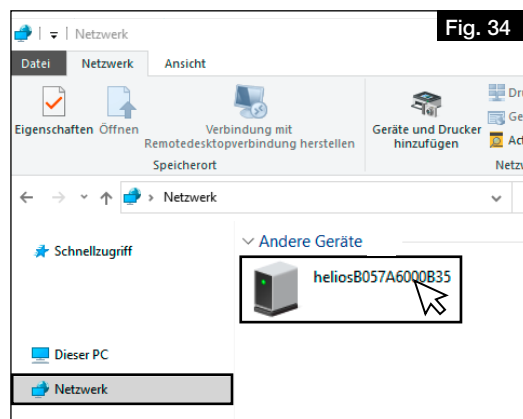 Fig. 34
Netzwerk
Datei Netzwerk Ansicht
Eigenschaften Öffnen Verbindung mit Remotedesktopverbindung herstellen Geräte und Drucker hinzufügen
Speicherort
Netzwerk
Schnellzugriff
Andere Geräte
heliosB057A6000B35
Dieser PC
Netzwerk